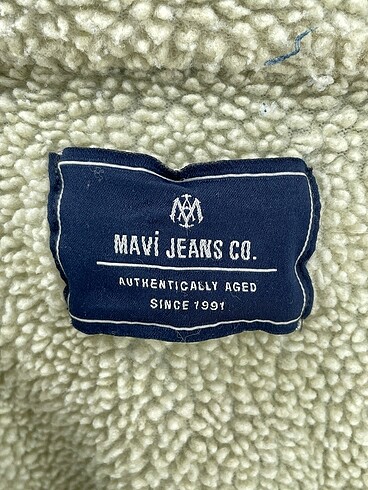 MAVİ JEANS CO.
AUTHENTICALLY AGED
SINCE 1991